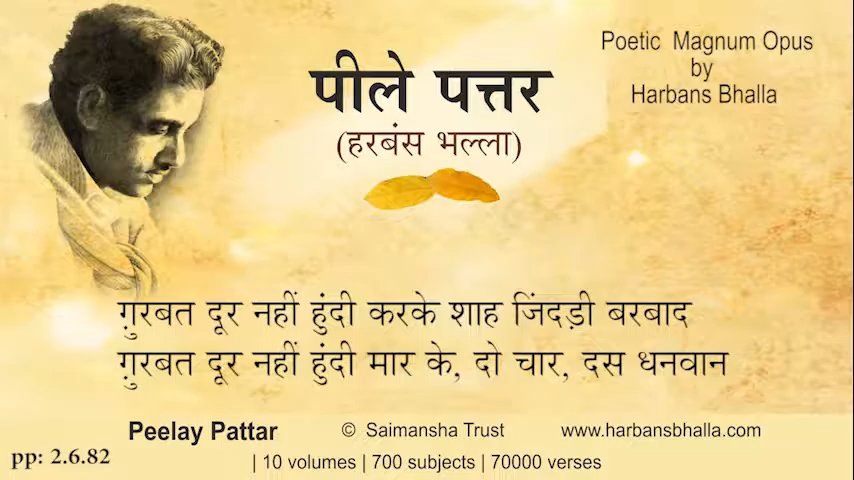 पीले पत्तर
(हरबंस भल्ला)
Poetic Magnum Opus
by
Harbans Bhalla
ग़ुरबत दूर नहीं हुंदी करके शाह जिंदड़ी बरबाद
ग़ुरबत दूर नहीं हुंदी मार के, दो चार, दस धनवान
Peelay Pattar © Saimansha Trust www.harbansbhalla.com
pp: 2.6.82 | 10 volumes | 700 subjects | 70000 verses